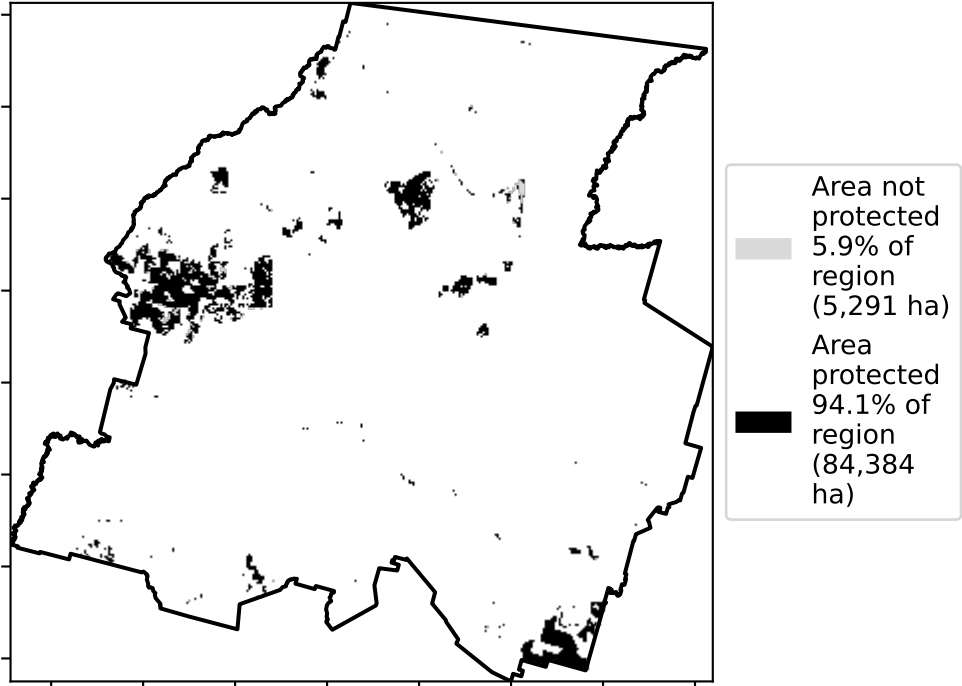 Area not
protected
5.9% of
region
(5,291 ha)
Area
protected
94.1% of
region
(84,384
ha)